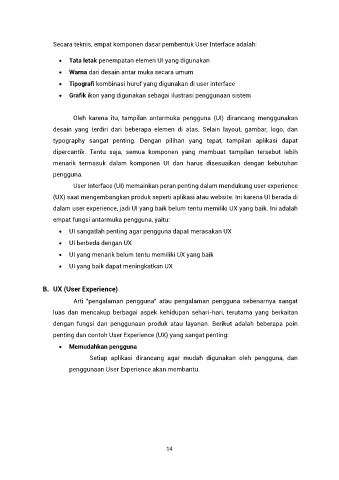 Secara teknis, empat komponen dasar pembentuk User Interface adalah:
• Tata letak penempatan elemen UI yang digunakan
• Warna dari desain antar muka secara umum
• Tipografi kombinasi huruf yang digunakan di user interface
• Grafik ikon yang digunakan sebagai ilustrasi penggunaan sistem
Oleh karena itu, tampilan antarmuka pengguna (UI) dirancang menggunakan
desain yang terdiri dari beberapa elemen di atas. Selain layout, gambar, logo, dan
typography sangat penting. Dengan pilihan yang tepat, tampilan aplikasi dapat
dipercantik. Tentu saja, semua komponen yang membuat tampilan tersebut lebih
menarik termasuk dalam komponen UI dan harus disesuaikan dengan kebutuhan
pengguna.
User Interface (UI) memainkan peran penting dalam mendukung user experience
(UX) saat mengembangkan produk seperti aplikasi atau website. Ini karena UI berada di
dalam user experience, jadi UI yang baik belum tentu memiliki UX yang baik. Ini adalah
empat fungsi antarmuka pengguna, yaitu:
• UI sangatlah penting agar pengguna dapat merasakan UX
• UI berbeda dengan UX
• UI yang menarik belum tentu memiliki UX yang baik
• UI yang baik dapat meningkatkan UX
B. UX (User Experience)
Arti "pengalaman pengguna" atau pengalaman pengguna sebenarnya sangat
luas dan mencakup berbagai aspek kehidupan sehari-hari, terutama yang berkaitan
dengan fungsi dan penggunaan produk atau layanan. Berikut adalah beberapa poin
penting dan contoh User Experience (UX) yang sangat penting:
• Memudahkan pengguna
Setiap aplikasi dirancang agar mudah digunakan oleh pengguna, dan
penggunaan User Experience akan membantu.
14